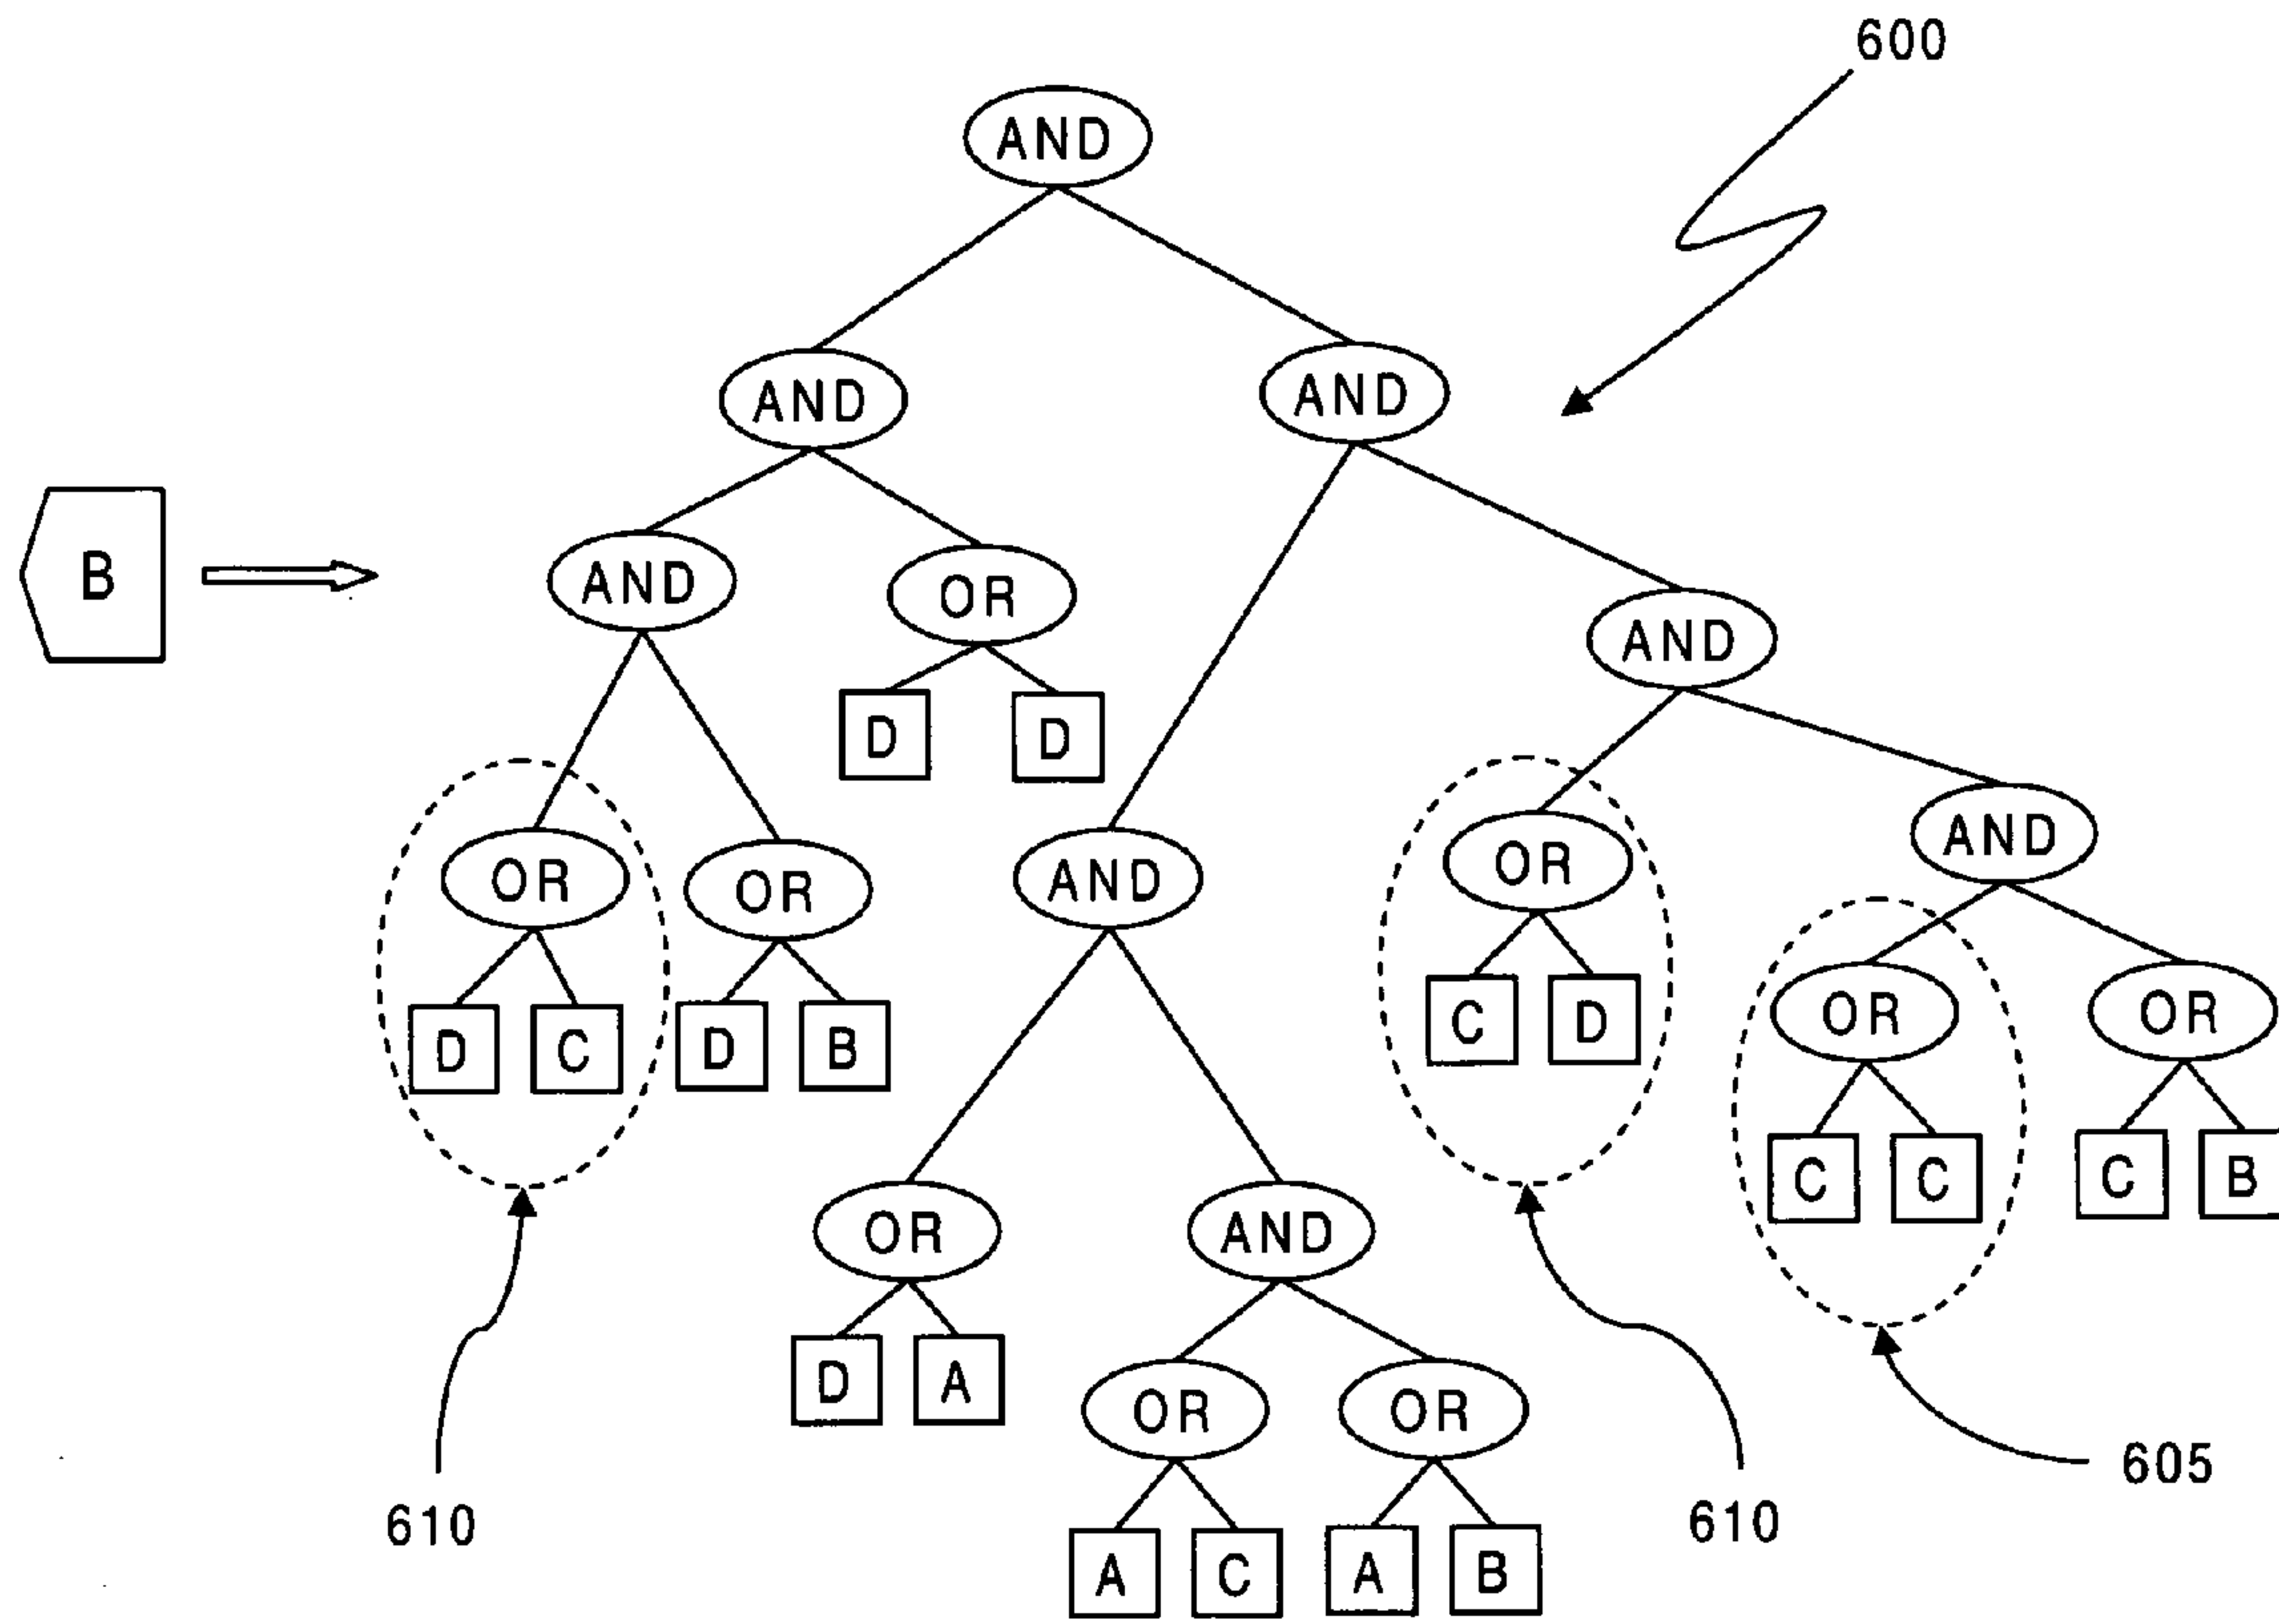 600
AND
AND AND
B
AND OR
AND
D D
AND
OR OR AND OR
OR OR
D C D B C D
C C C B
OR AND
D A
OR OR
605
610 610
A C A B